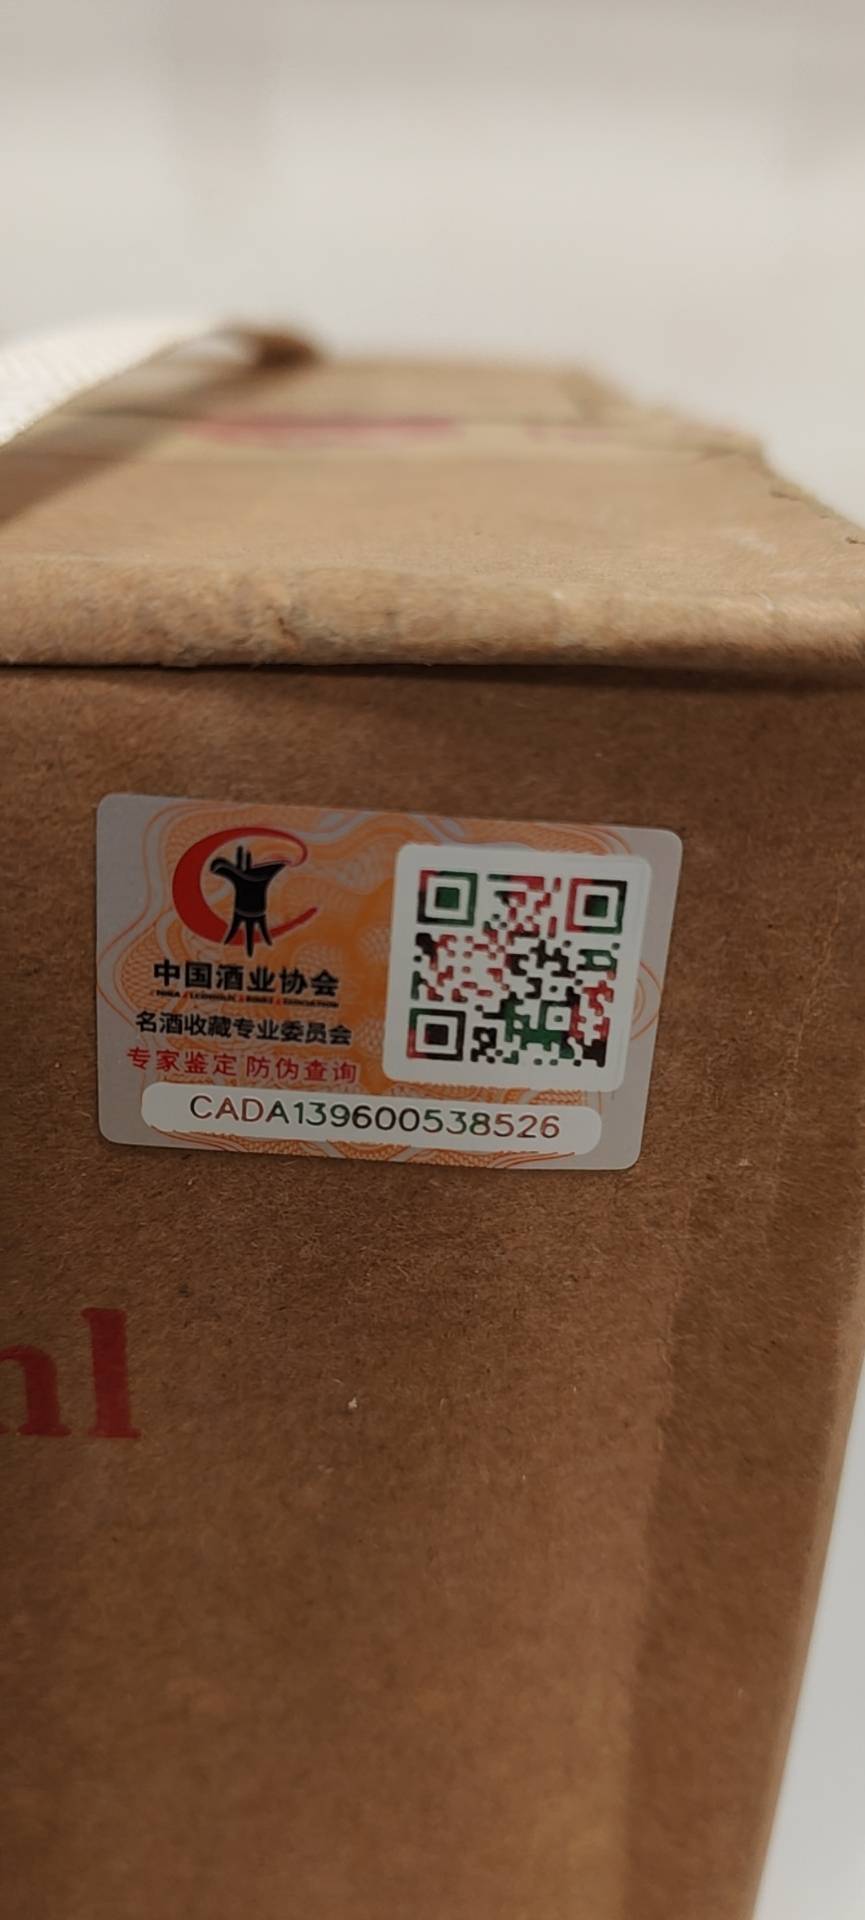 中国酒业协会
名酒收藏专业委员会
专家鉴定 防伪查询
CADA139600538526
ml